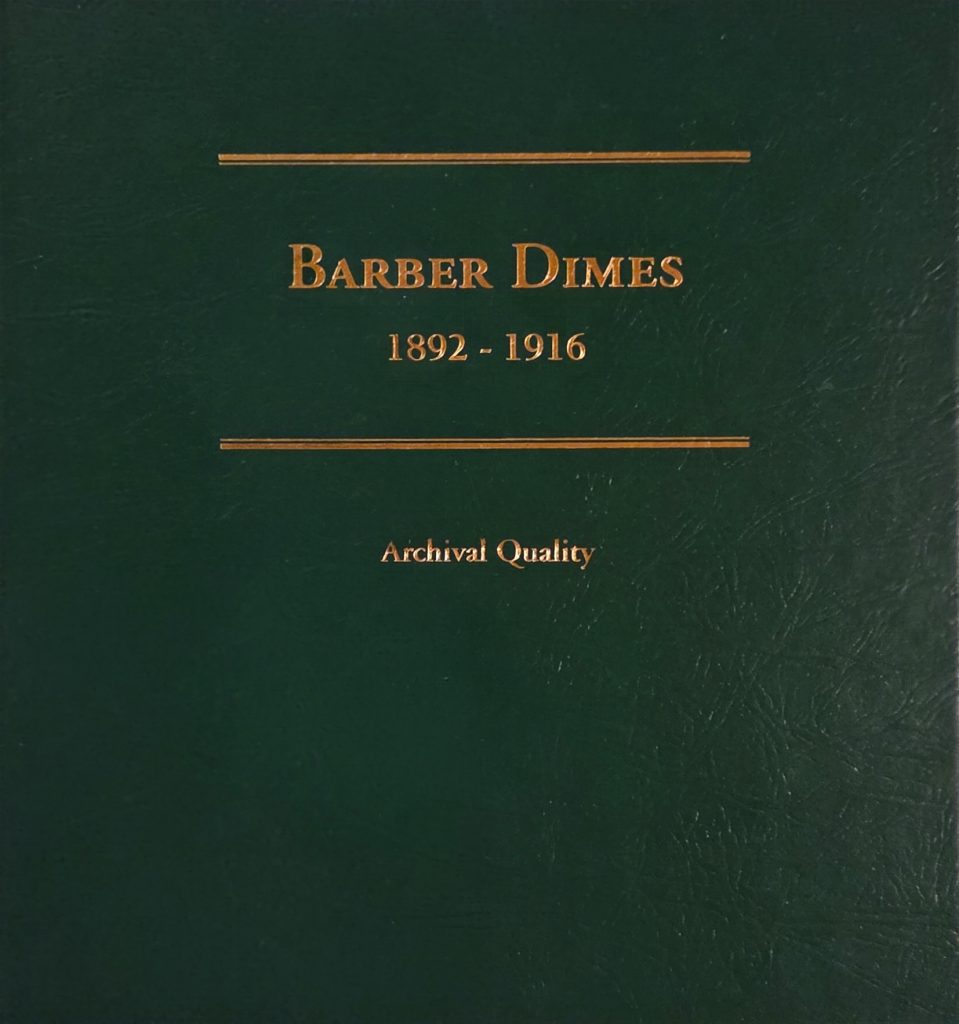 BARBER DIMES
1892 - 1916
Archival Quality